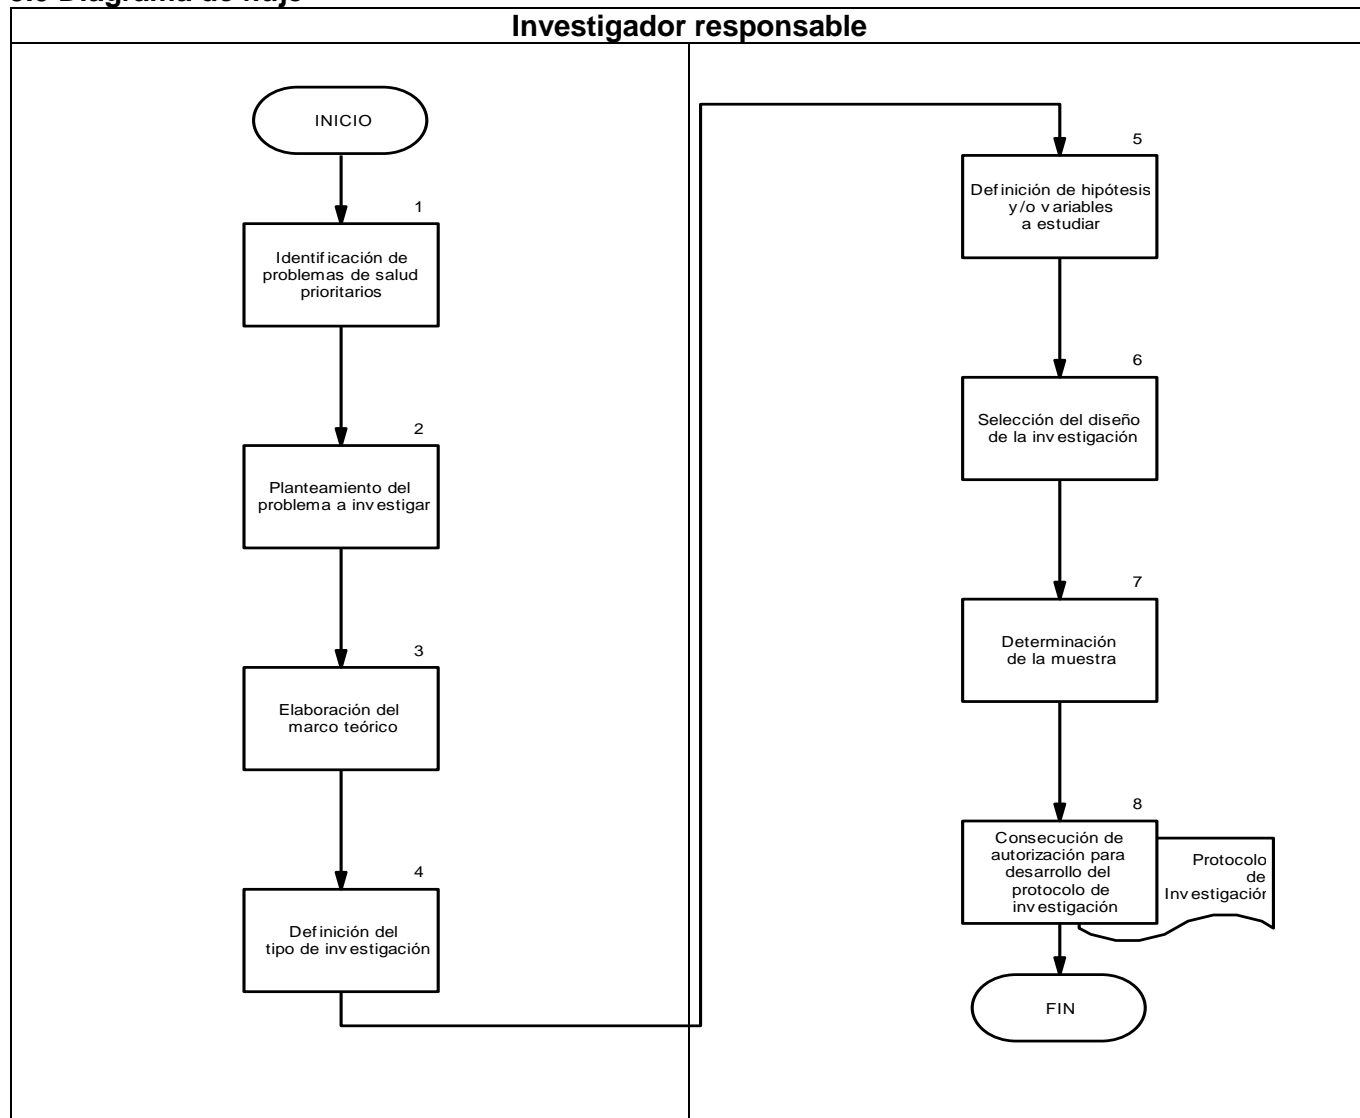 Investigador responsable
INICIO
1
Identificación de
problemas de salud
prioritarios
2
Planteamiento del
problema a investigar
3
Elaboración del
marco teórico
4
Definición del
tipo de investigación
5
Definición de hipótesis
y/o variables
a estudiar
6
Selección del diseño
de la investigación
7
Determinación
de la muestra
8
Consecución de
autorización para
desarrollo del
protocolo de
investigación
Protocolo
de
Investigación
FIN